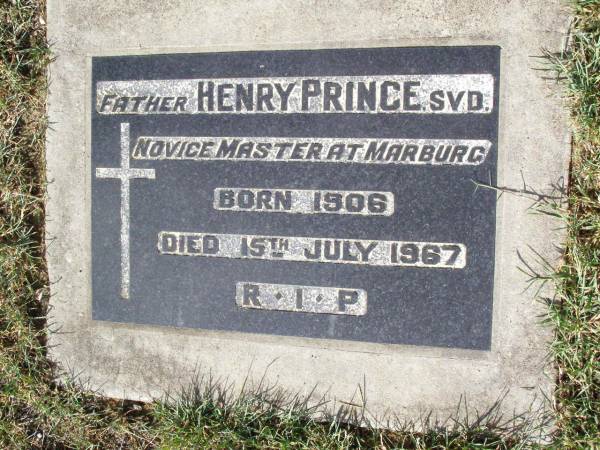 FATHER HENRY PRINCE. SVD.
NOVICE MASTER AT MARBURG
BORN 1906
DIED 15TH JULY 1967
R · I · P